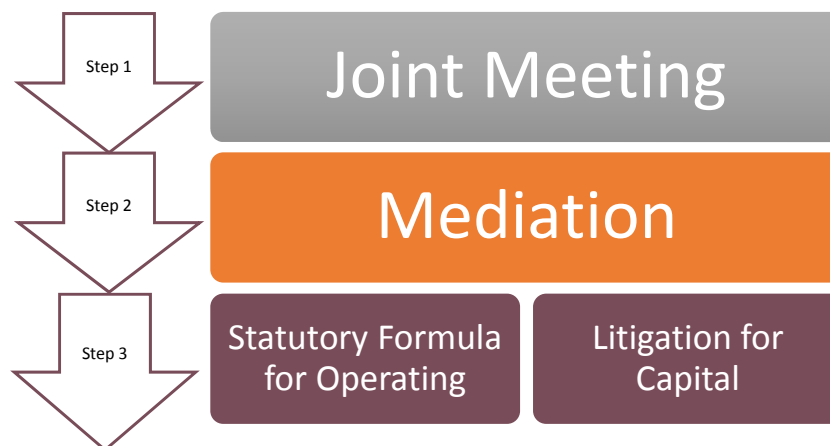 Step 1
Joint Meeting
Step 2
Mediation
Step 3
Statutory Formula
for Operating
Litigation for
Capital